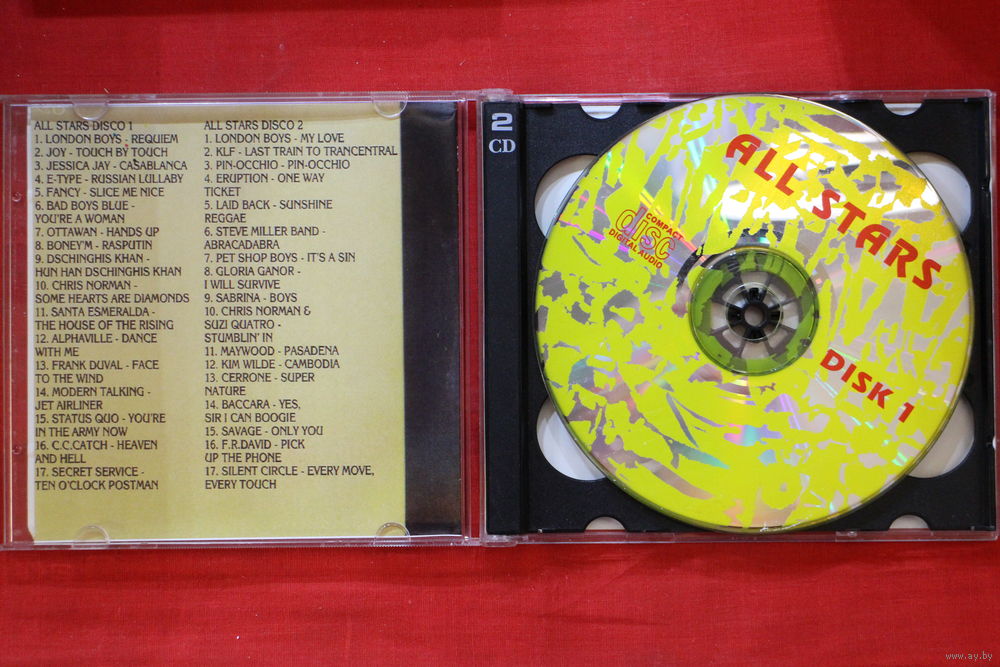 ALL STARS DISCO 1
1. LONDON BOYS - REQUIEM
2. JOY - TOUCH BY TOUCH
3. JESSICA JAY - CASABLANCA
4. E-TYPE - RUSSIAN LULLABY
5. FANCY - SLICE ME NICE
6. BAD BOYS BLUE -
YOU'RE A WOMAN
7. OTTAWAN - HANDS UP
8. BONEY'M - RASPUTIN
9. DSCHINGHIS KHAN -
HUN HAN DSCHINGHIS KHAN
10. CHRIS NORMAN -
SOME HEARTS ARE DIAMONDS
11. SANTA ESMERALDA -
THE HOUSE OF THE RISING
12. ALPHAVILLE - DANCE
WITH ME
13. FRANK DUVAL - FACE
TO THE WIND
14. MODERN TALKING -
JET AIRLINER
15. STATUS QUO - YOU'RE
IN THE ARMY NOW
16. C.C.CATCH - HEAVEN
AND HELL
17. SECRET SERVICE -
TEN O'CLOCK POSTMAN
ALL STARS DISCO 2
1. LONDON BOYS - MY LOVE
2. KLF - LAST TRAIN TO TRANCENTRAL
3. PIN-OCCHIO - PIN-OCCHIO
4. ERUPTION - ONE WAY
TICKET
5. LAID BACK - SUNSHINE
REGGAE
6. STEVE MILLER BAND -
ABRACADABRA
7. PET SHOP BOYS - IT'S A SIN
8. GLORIA GANOR -
I WILL SURVIVE
9. SABRINA - BOYS
10. CHRIS NORMAN &
SUZI QUATRO -
STUMBLIN' IN
11. MAYWOOD - PASADENA
12. KIM WILDE - CAMBODIA
13. CERRONE - SUPER
NATURE
14. BACCARA - YES,
SIR I CAN BOOGIE
15. SAVAGE - ONLY YOU
16. F.R.DAVID - PICK
UP THE PHONE
17. SILENT CIRCLE - EVERY MOVE,
EVERY TOUCH
2
CD
ALL STARS
COMPACT
disc
DIGITAL AUDIO
DISK 1
www.ay.by